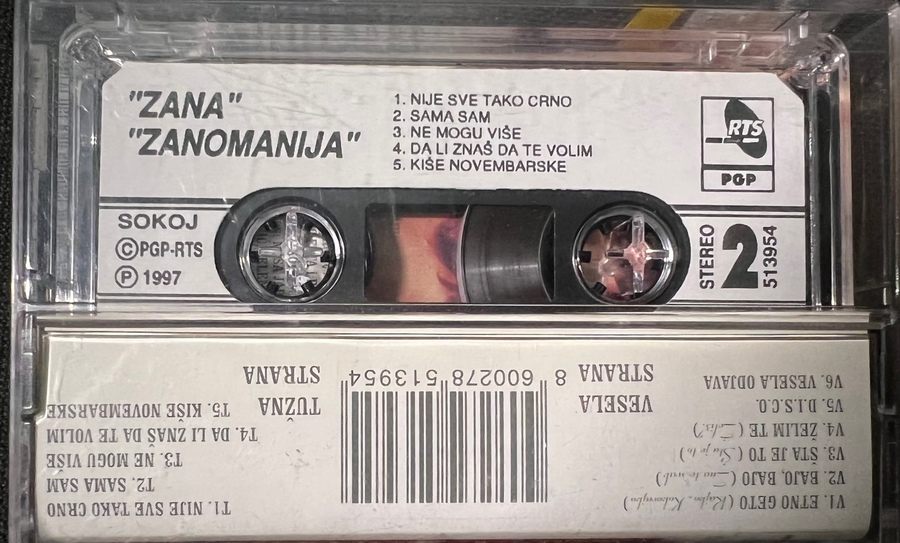 "ZANA"
"ZANOMANIJA"
1. NIJE SVE TAKO CRNO
2. SAMA SAM
3. NE MOGU VIŠE
4. DA LI ZNAŠ DA TE VOLIM
5. KIŠE NOVEMBARSKE
RTS
PGP
SOKOJ
©PGP-RTS
Ⓟ 1997
STEREO
2
513954
V1. ETNO GETO
V2. BAJO, BAJO
V3. ŠTA JE TO (Šta je to)
V4. ŽELIM TE
V5. D.I.S.C.O.
V6. VESELA ODJAVA
VESELA
STRANA
8 600278 513954
TUŽNA
STRANA
T1. NIJE SVE TAKO CRNO
T2. SAMA SAM
T3. NE MOGU VIŠE
T4. DA LI ZNAŠ DA TE VOLIM
T5. KIŠE NOVEMBARSKE